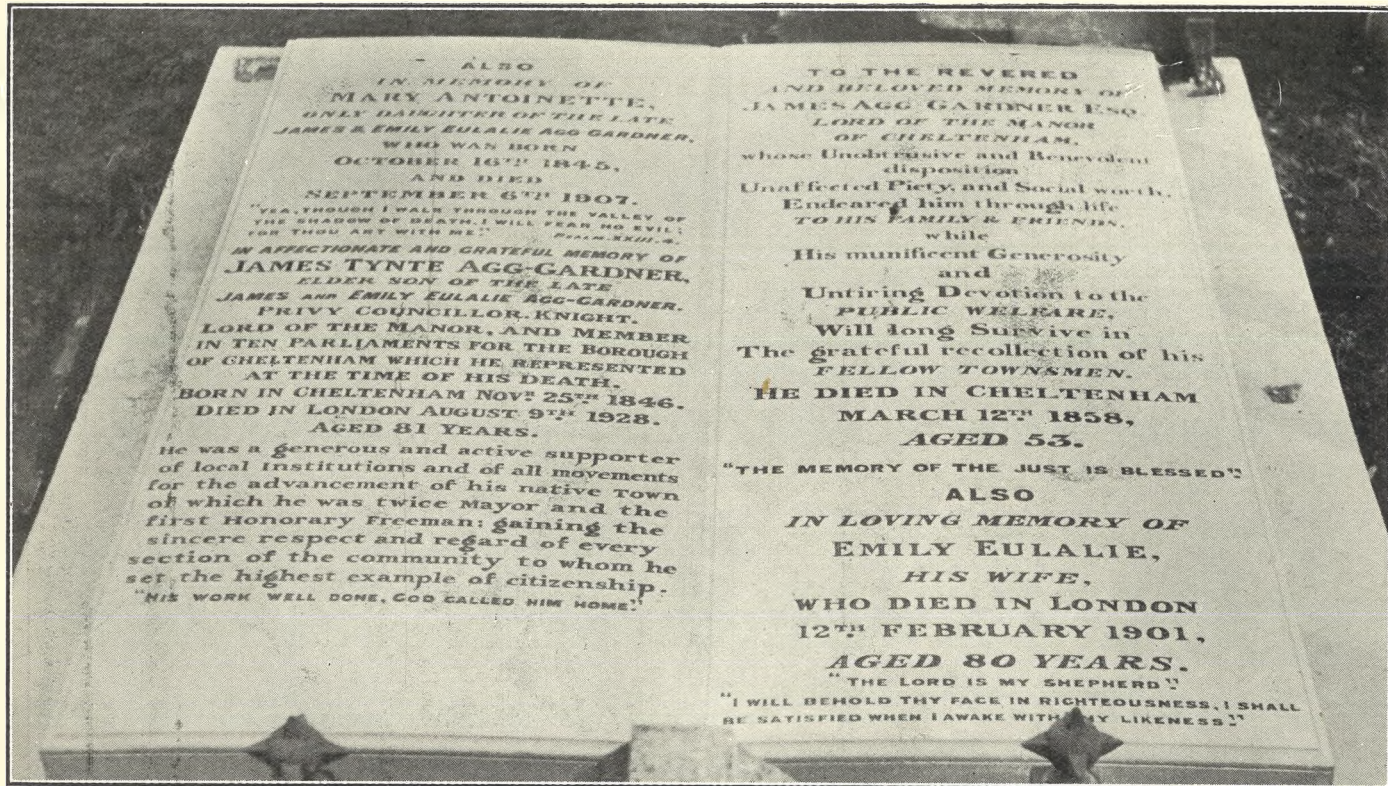 ALSO
IN MEMORY OF
MARY ANTOINETTE,
ONLY DAUGHTER OF THE LATE
JAMES & EMILY EULALIE AGG GARDNER,
WHO WAS BORN
OCTOBER 16TH 1845,
AND DIED
SEPTEMBER 6TH 1907.
"YEA, THOUGH I WALK THROUGH THE VALLEY OF
THE SHADOW OF DEATH, I WILL FEAR NO EVIL:
FOR THOU ART WITH ME." PSALM.XXIII.4.
IN AFFECTIONATE AND GRATEFUL MEMORY OF
JAMES TYNTE AGG-GARDNER,
ELDER SON OF THE LATE
JAMES AND EMILY EULALIE AGG-GARDNER.
PRIVY COUNCILLOR. KNIGHT.
LORD OF THE MANOR, AND MEMBER
IN TEN PARLIAMENTS FOR THE BOROUGH
OF CHELTENHAM WHICH HE REPRESENTED
AT THE TIME OF HIS DEATH.
BORN IN CHELTENHAM NOVR 25TH 1846.
DIED IN LONDON AUGUST 9TH 1928.
AGED 81 YEARS.
He was a generous and active supporter
of local Institutions and of all movements
for the advancement of his native Town
of which he was twice Mayor and the
first Honorary Freeman: gaining the
sincere respect and regard of every
section of the community to whom he
set the highest example of citizenship.
"HIS WORK WELL DONE, GOD CALLED HIM HOME."
TO THE REVERED
AND BELOVED MEMORY OF
JAMES AGG GARDNER ESQ.
LORD OF THE MANOR
OF CHELTENHAM,
whose Unobtrusive and Benevolent
disposition
Unaffected Piety, and Social worth,
Endeared him through life
TO HIS FAMILY & FRIENDS,
while
His munificent Generosity
and
Untiring Devotion to the
PUBLIC WELFARE,
Will long Survive in
The grateful recollection of his
FELLOW TOWNSMEN.
HE DIED IN CHELTENHAM
MARCH 12TH 1858,
AGED 53.
"THE MEMORY OF THE JUST IS BLESSED".
ALSO
IN LOVING MEMORY OF
EMILY EULALIE,
HIS WIFE,
WHO DIED IN LONDON
12TH FEBRUARY 1901,
AGED 80 YEARS.
"THE LORD IS MY SHEPHERD".
"I WILL BEHOLD THY FACE IN RIGHTEOUSNESS, I SHALL
BE SATISFIED WHEN I AWAKE WITH LIKENESS."